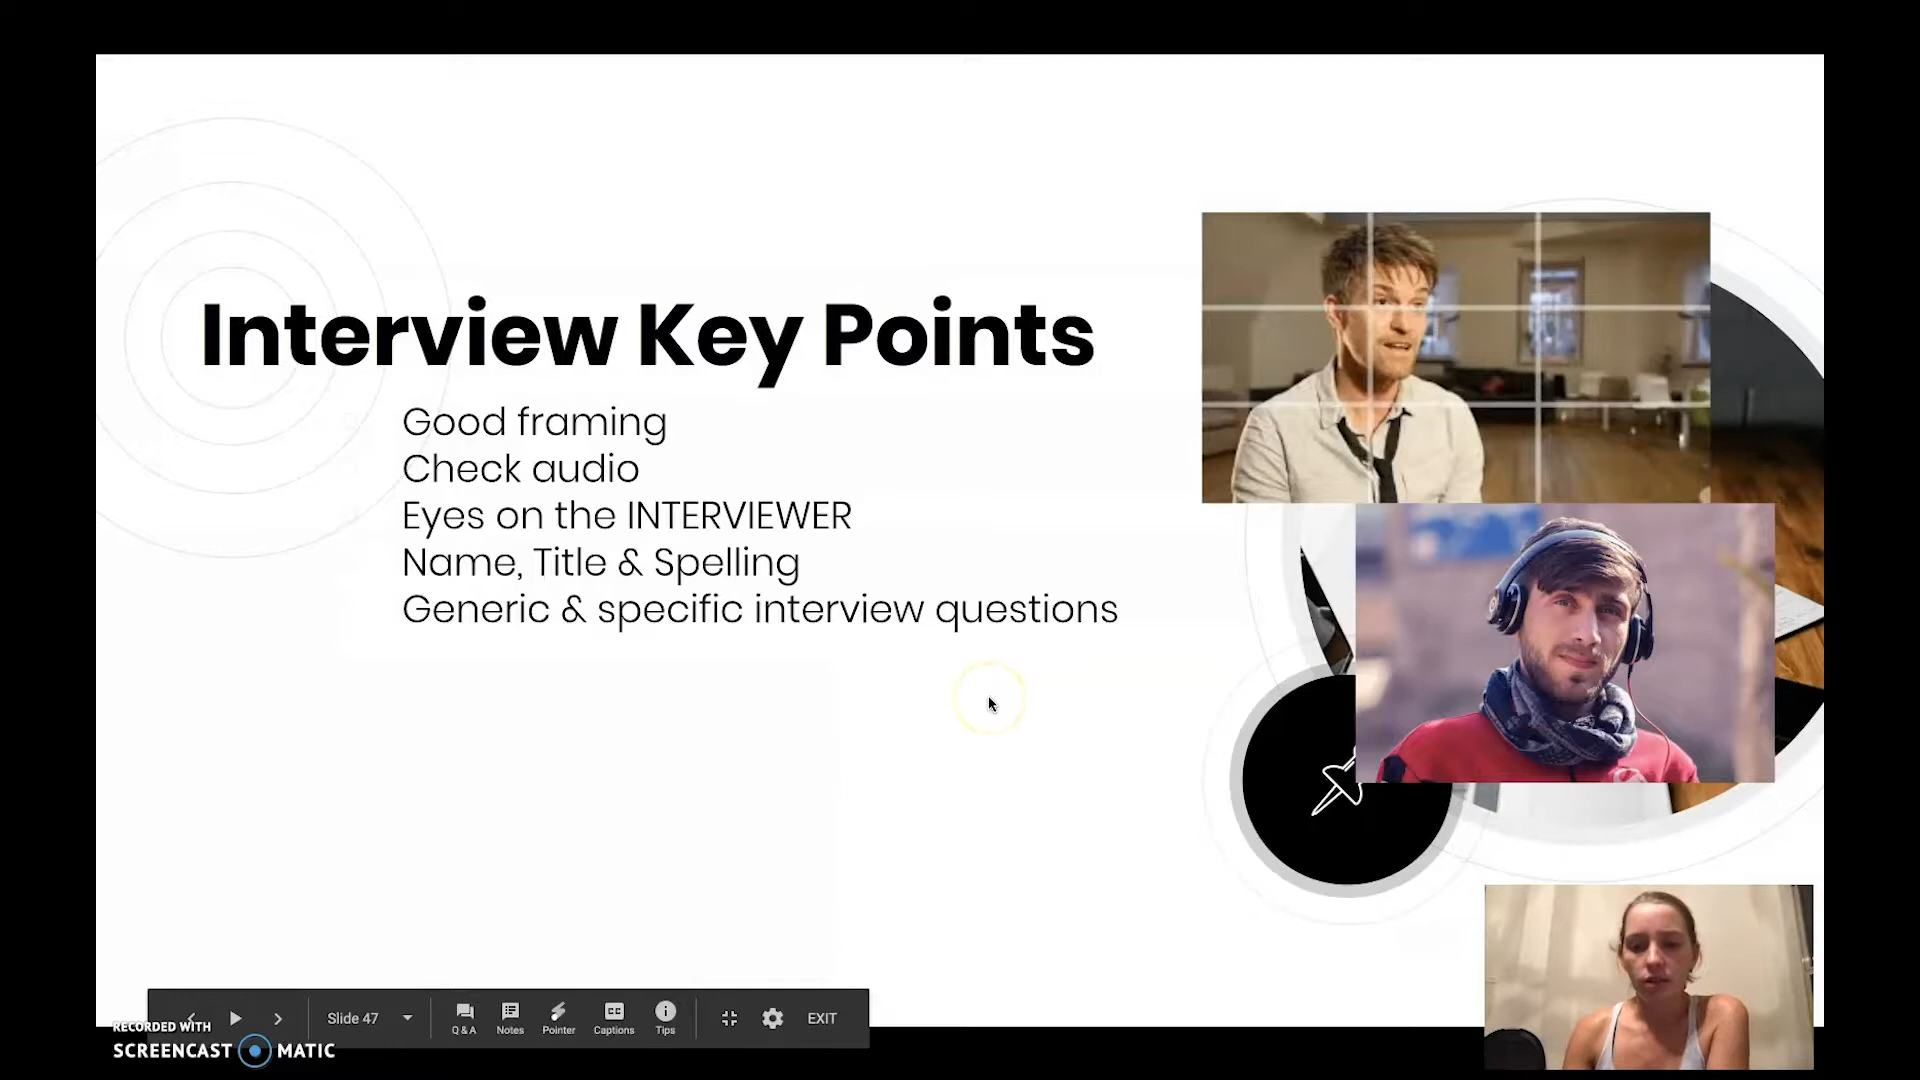 Interview Key Points
Good framing
Check audio
Eyes on the INTERVIEWER
Name, Title & Spelling
Generic & specific interview questions
Slide 47
Q & A
Notes
Pointer
CC
Captions
Tips
EXIT
RECORDED WITH
SCREENCAST MATIC